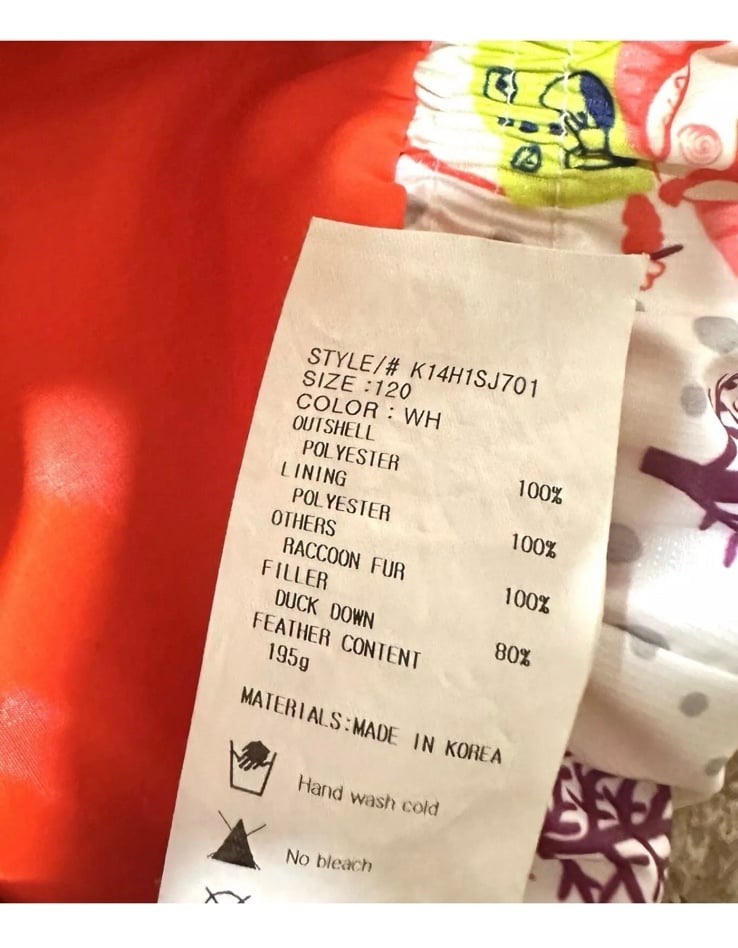 STYLE/# K14H1SJ701
SIZE :120
COLOR : WH
OUTSHELL
POLYESTER 100%
LINING
POLYESTER 100%
OTHERS
RACCOON FUR 100%
FILLER
DUCK DOWN 80%
FEATHER CONTENT
195g
MATERIALS:MADE IN KOREA
Hand wash cold
No bleach